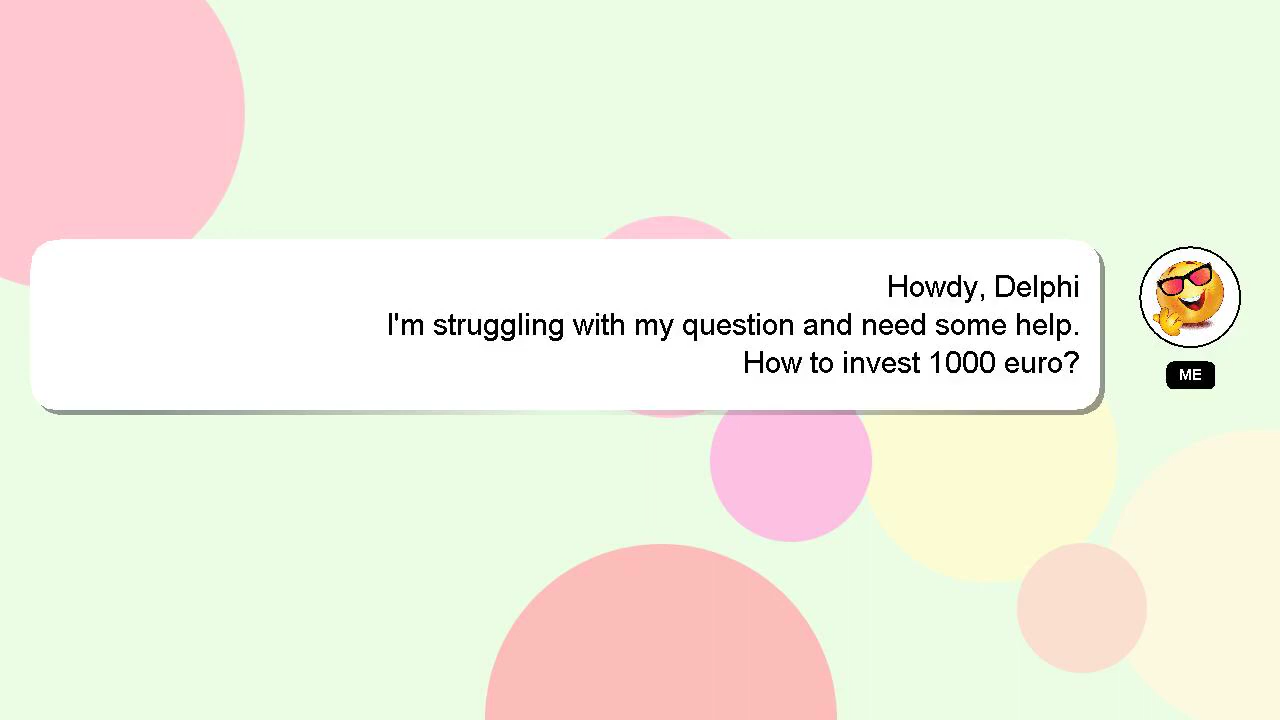 Howdy, Delphi
I'm struggling with my question and need some help.
How to invest 1000 euro?
ME